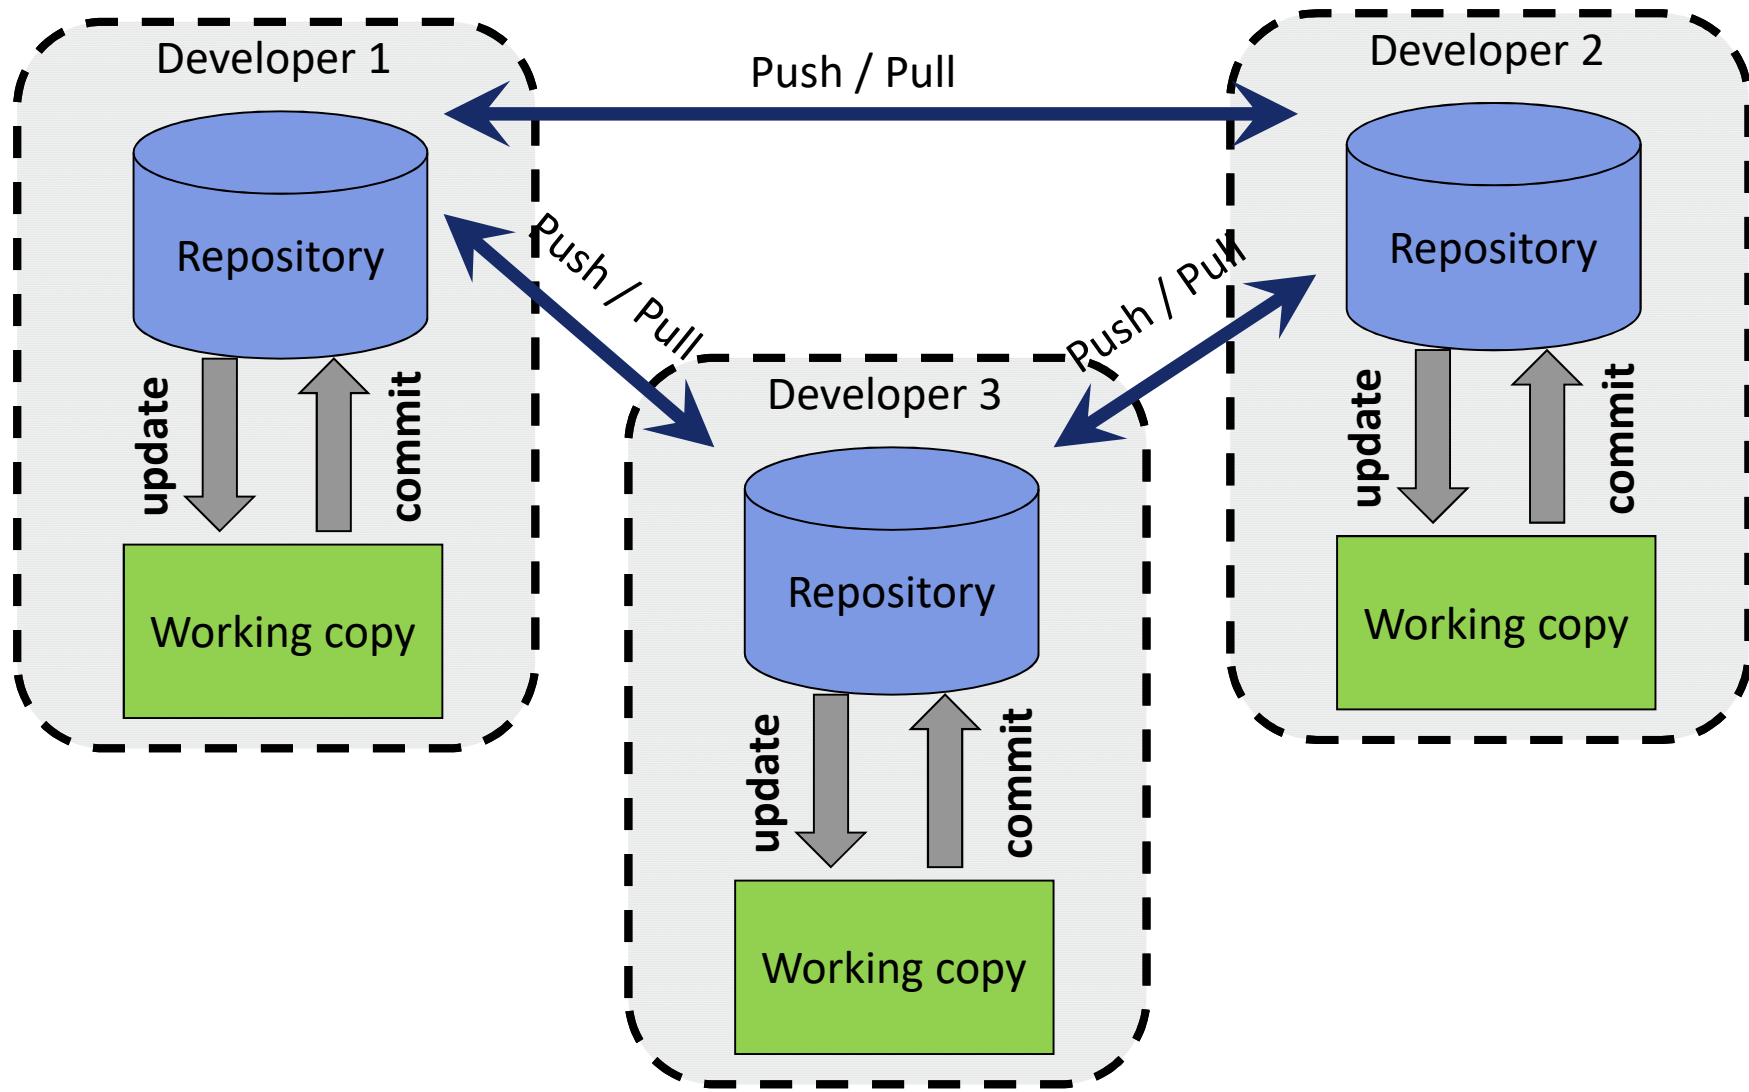 Developer 1
Push / Pull
Developer 2
Repository
Push / Pull
Push / Pull
Repository
update
commit
Developer 3
update
commit
Working copy
Repository
Working copy
update
commit
Working copy